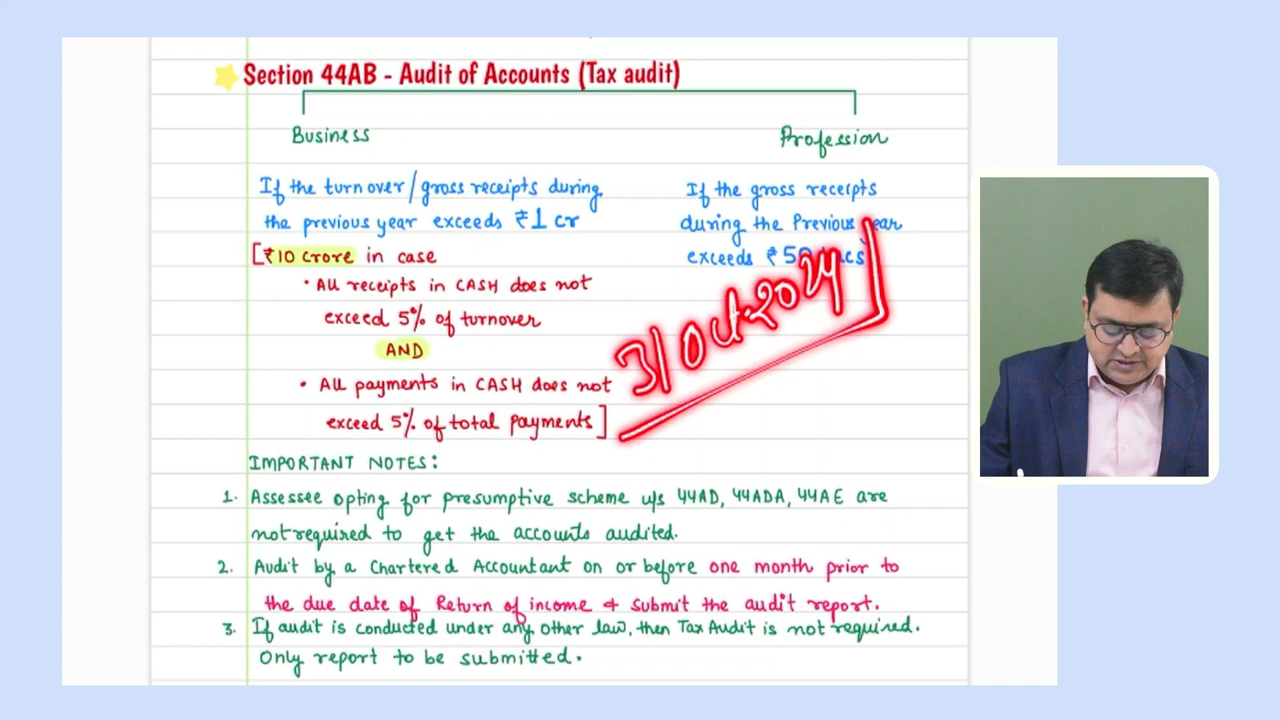 Section 44AB - Audit of Accounts (Tax audit)
Business
If the turnover/gross receipts during
the previous year exceeds ₹1 cr
[₹10 crore in case
• All receipts in CASH does not
exceed 5% of turnover
AND
• All payments in CASH does not
exceed 5% of total payments]
Profession
If the gross receipts
during the Previous year
exceeds ₹50 lacs
31 Oct. 2024
IMPORTANT NOTES:
1. Assessee opting for presumptive scheme u/s 44AD, 44ADA, 44AE are
not required to get the accounts audited.
2. Audit by a Chartered Accountant on or before one month prior to
the due date of Return of income & submit the audit report.
3. If audit is conducted under any other law, then Tax Audit is not required.
Only report to be submitted.